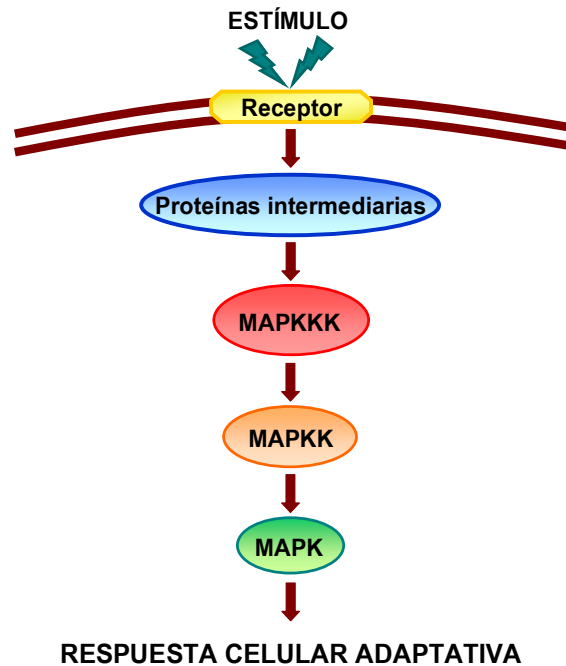 ESTÍMULO
Receptor
Proteínas intermediarias
MAPKKK
MAPKK
MAPK
RESPUESTA CELULAR ADAPTATIVA